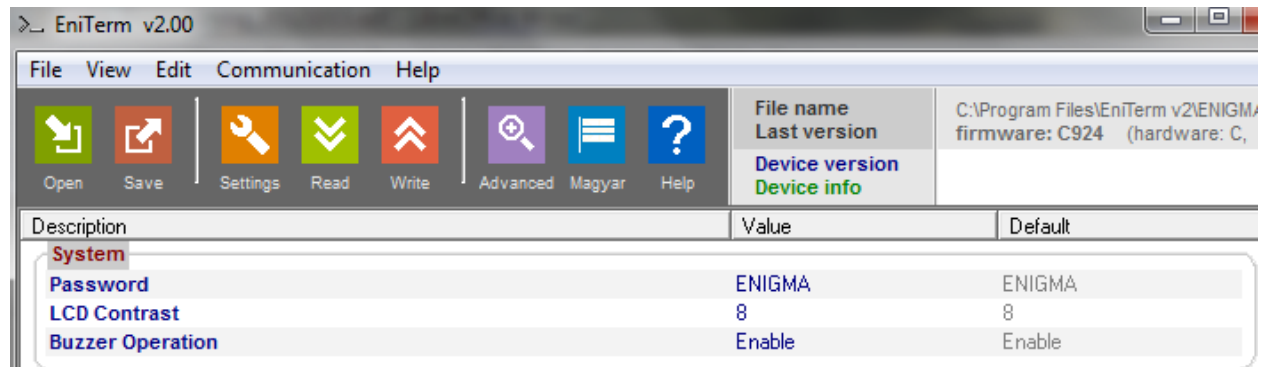 EniTerm v2.00
File View Edit Communication Help
File name C:\Program Files\EniTerm v2\ENIGMA
Last version firmware: C924 (hardware: C,
Device version
Device info
Open Save Settings Read Write Advanced Magyar Help
Description Value Default
System
Password ENIGMA ENIGMA
LCD Contrast 8 8
Buzzer Operation Enable Enable